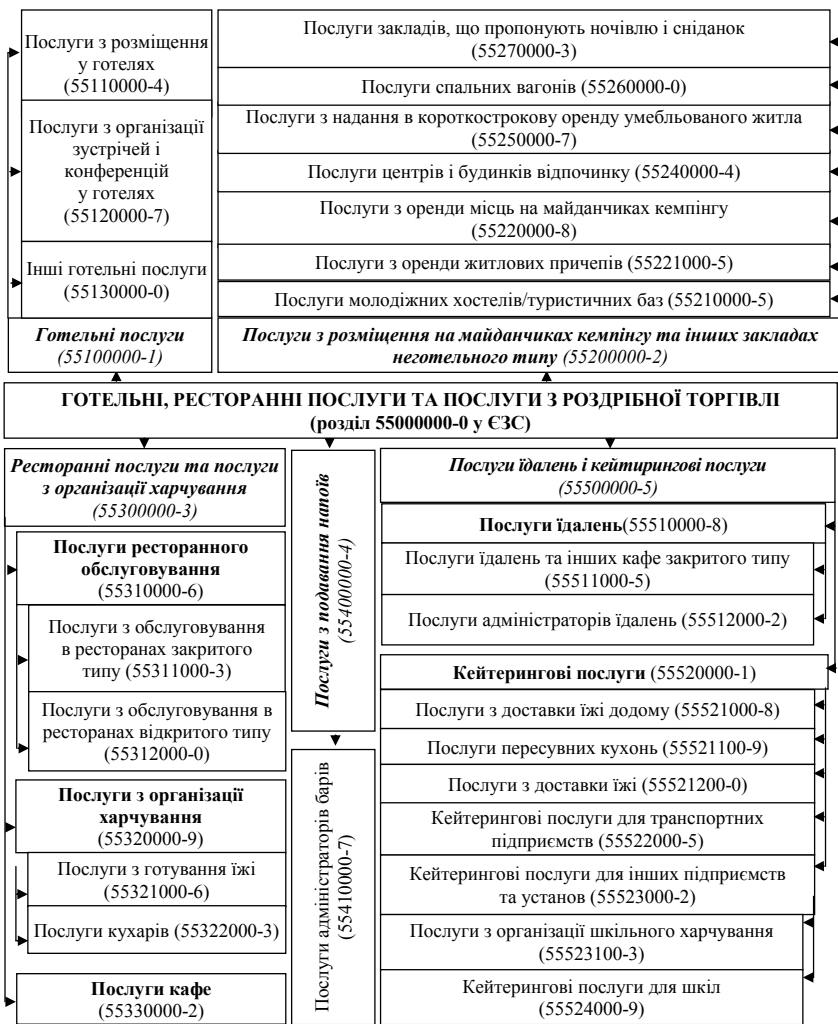 Послуги з розміщення
у готелях
(55110000-4)
Послуги з організації
зустрічей і
конференцій
у готелях
(55120000-7)
Інші готельні послуги
(55130000-0)
Готельні послуги
(55100000-1)
Послуги закладів, що пропонують ночівлю і сніданок
(55270000-3)
Послуги спальних вагонів (55260000-0)
Послуги з надання в короткострокову оренду умебльованого житла
(55250000-7)
Послуги центрів і будинків відпочинку (55240000-4)
Послуги з оренди місць на майданчиках кемпінгу
(55220000-8)
Послуги з оренди житлових причепів (55221000-5)
Послуги молодіжних хостелів/туристичних баз (55210000-5)
Послуги з розміщення на майданчиках кемпінгу та інших закладах
неготельного типу (55200000-2)
ГОТЕЛЬНІ, РЕСТОРАННІ ПОСЛУГИ ТА ПОСЛУГИ З РОЗДРІБНОЇ ТОРГІВЛІ
(розділ 55000000-0 у ЄЗС)
Ресторанні послуги та послуги
з організації харчування
(55300000-3)
Послуги ресторанного
обслуговування
(55310000-6)
Послуги з обслуговування
в ресторанах закритого
типу (55311000-3)
Послуги з обслуговування в
ресторанах відкритого типу
(55312000-0)
Послуги з організації
харчування
(55320000-9)
Послуги з готування їжі
(55321000-6)
Послуги кухарів (55322000-3)
Послуги кафе
(55330000-2)
Послуги з подавання напоїв
(55400000-4)
Послуги адміністраторів барів
(55410000-7)
Послуги їдалень і кейтирингові послуги
(55500000-5)
Послуги їдалень(55510000-8)
Послуги їдалень та інших кафе закритого типу
(55511000-5)
Послуги адміністраторів їдалень (55512000-2)
Кейтерингові послуги (55520000-1)
Послуги з доставки їжі додому (55521000-8)
Послуги пересувних кухонь (55521100-9)
Послуги з доставки їжі (55521200-0)
Кейтерингові послуги для транспортних
підприємств (55522000-5)
Кейтерингові послуги для інших підприємств
та установ (55523000-2)
Послуги з організації шкільного харчування
(55523100-3)
Кейтерингові послуги для шкіл
(55524000-9)